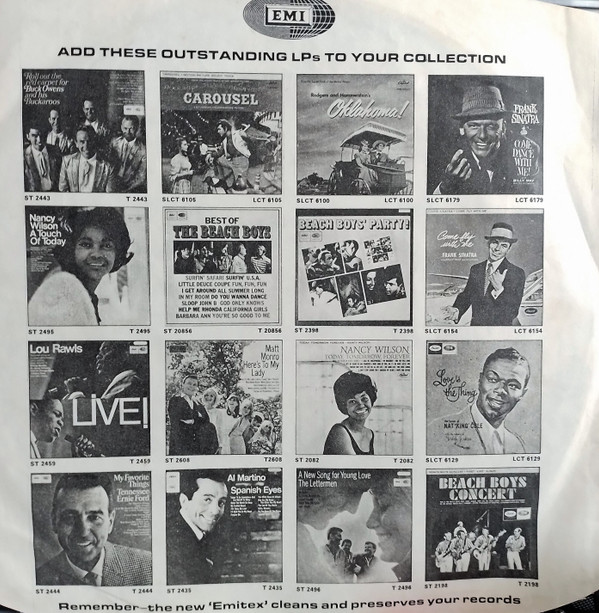 EMI
ADD THESE OUTSTANDING LPs TO YOUR COLLECTION
Roll out the
red carpet for
Buck Owens
and his
Buckaroos
ST 2443 T 2443
CAROUSEL
SLCT 6105 LCT 6105
Rodgers and Hammerstein's
Oklahoma!
SLCT 6100 LCT 6100
FRANK
SINATRA
COME
DANCE
WITH
ME!
BILLY MAY
SLCT 6179 LCT 6179
Nancy
Wilson
A Touch
Of Today
ST 2495 T 2495
BEST OF
THE BEACH BOYS
SURFIN' SAFARI SURFIN' U.S.A.
LITTLE DEUCE COUPE FUN, FUN, FUN
I GET AROUND ALL SUMMER LONG
IN MY ROOM DO YOU WANNA DANCE
SLOOP JOHN B GOD ONLY KNOWS
HELP ME RHONDA CALIFORNIA GIRLS
BARBARA ANN YOU'RE SO GOOD TO ME
ST 20856 T 20856
BEACH BOYS' PARTY!
ST 2398 T 2398
Come fly
with me
FRANK SINATRA
SLCT 6154 LCT 6154
Lou Rawls
LIVE!
ST 2459 T 2459
Matt
Monro
Here's To My
Lady
ST 2608 T2608
NANCY WILSON
TODAY, TOMORROW, FOREVER
ST 2082 T 2082
Love is
the Thing
NAT 'KING' COLE
SLCT 6129 LCT 6129
My Favorite
Things
Tennessee
Ernie Ford
ST 2444 T 2444
Al Martino
Spanish Eyes
ST 2435 T 2435
A New Song for Young Love
The Lettermen
ST 2496 T 2496
BEACH BOYS
CONCERT
ST 2198 T 2198
Remember—the new 'Emitex' cleans and preserves your records